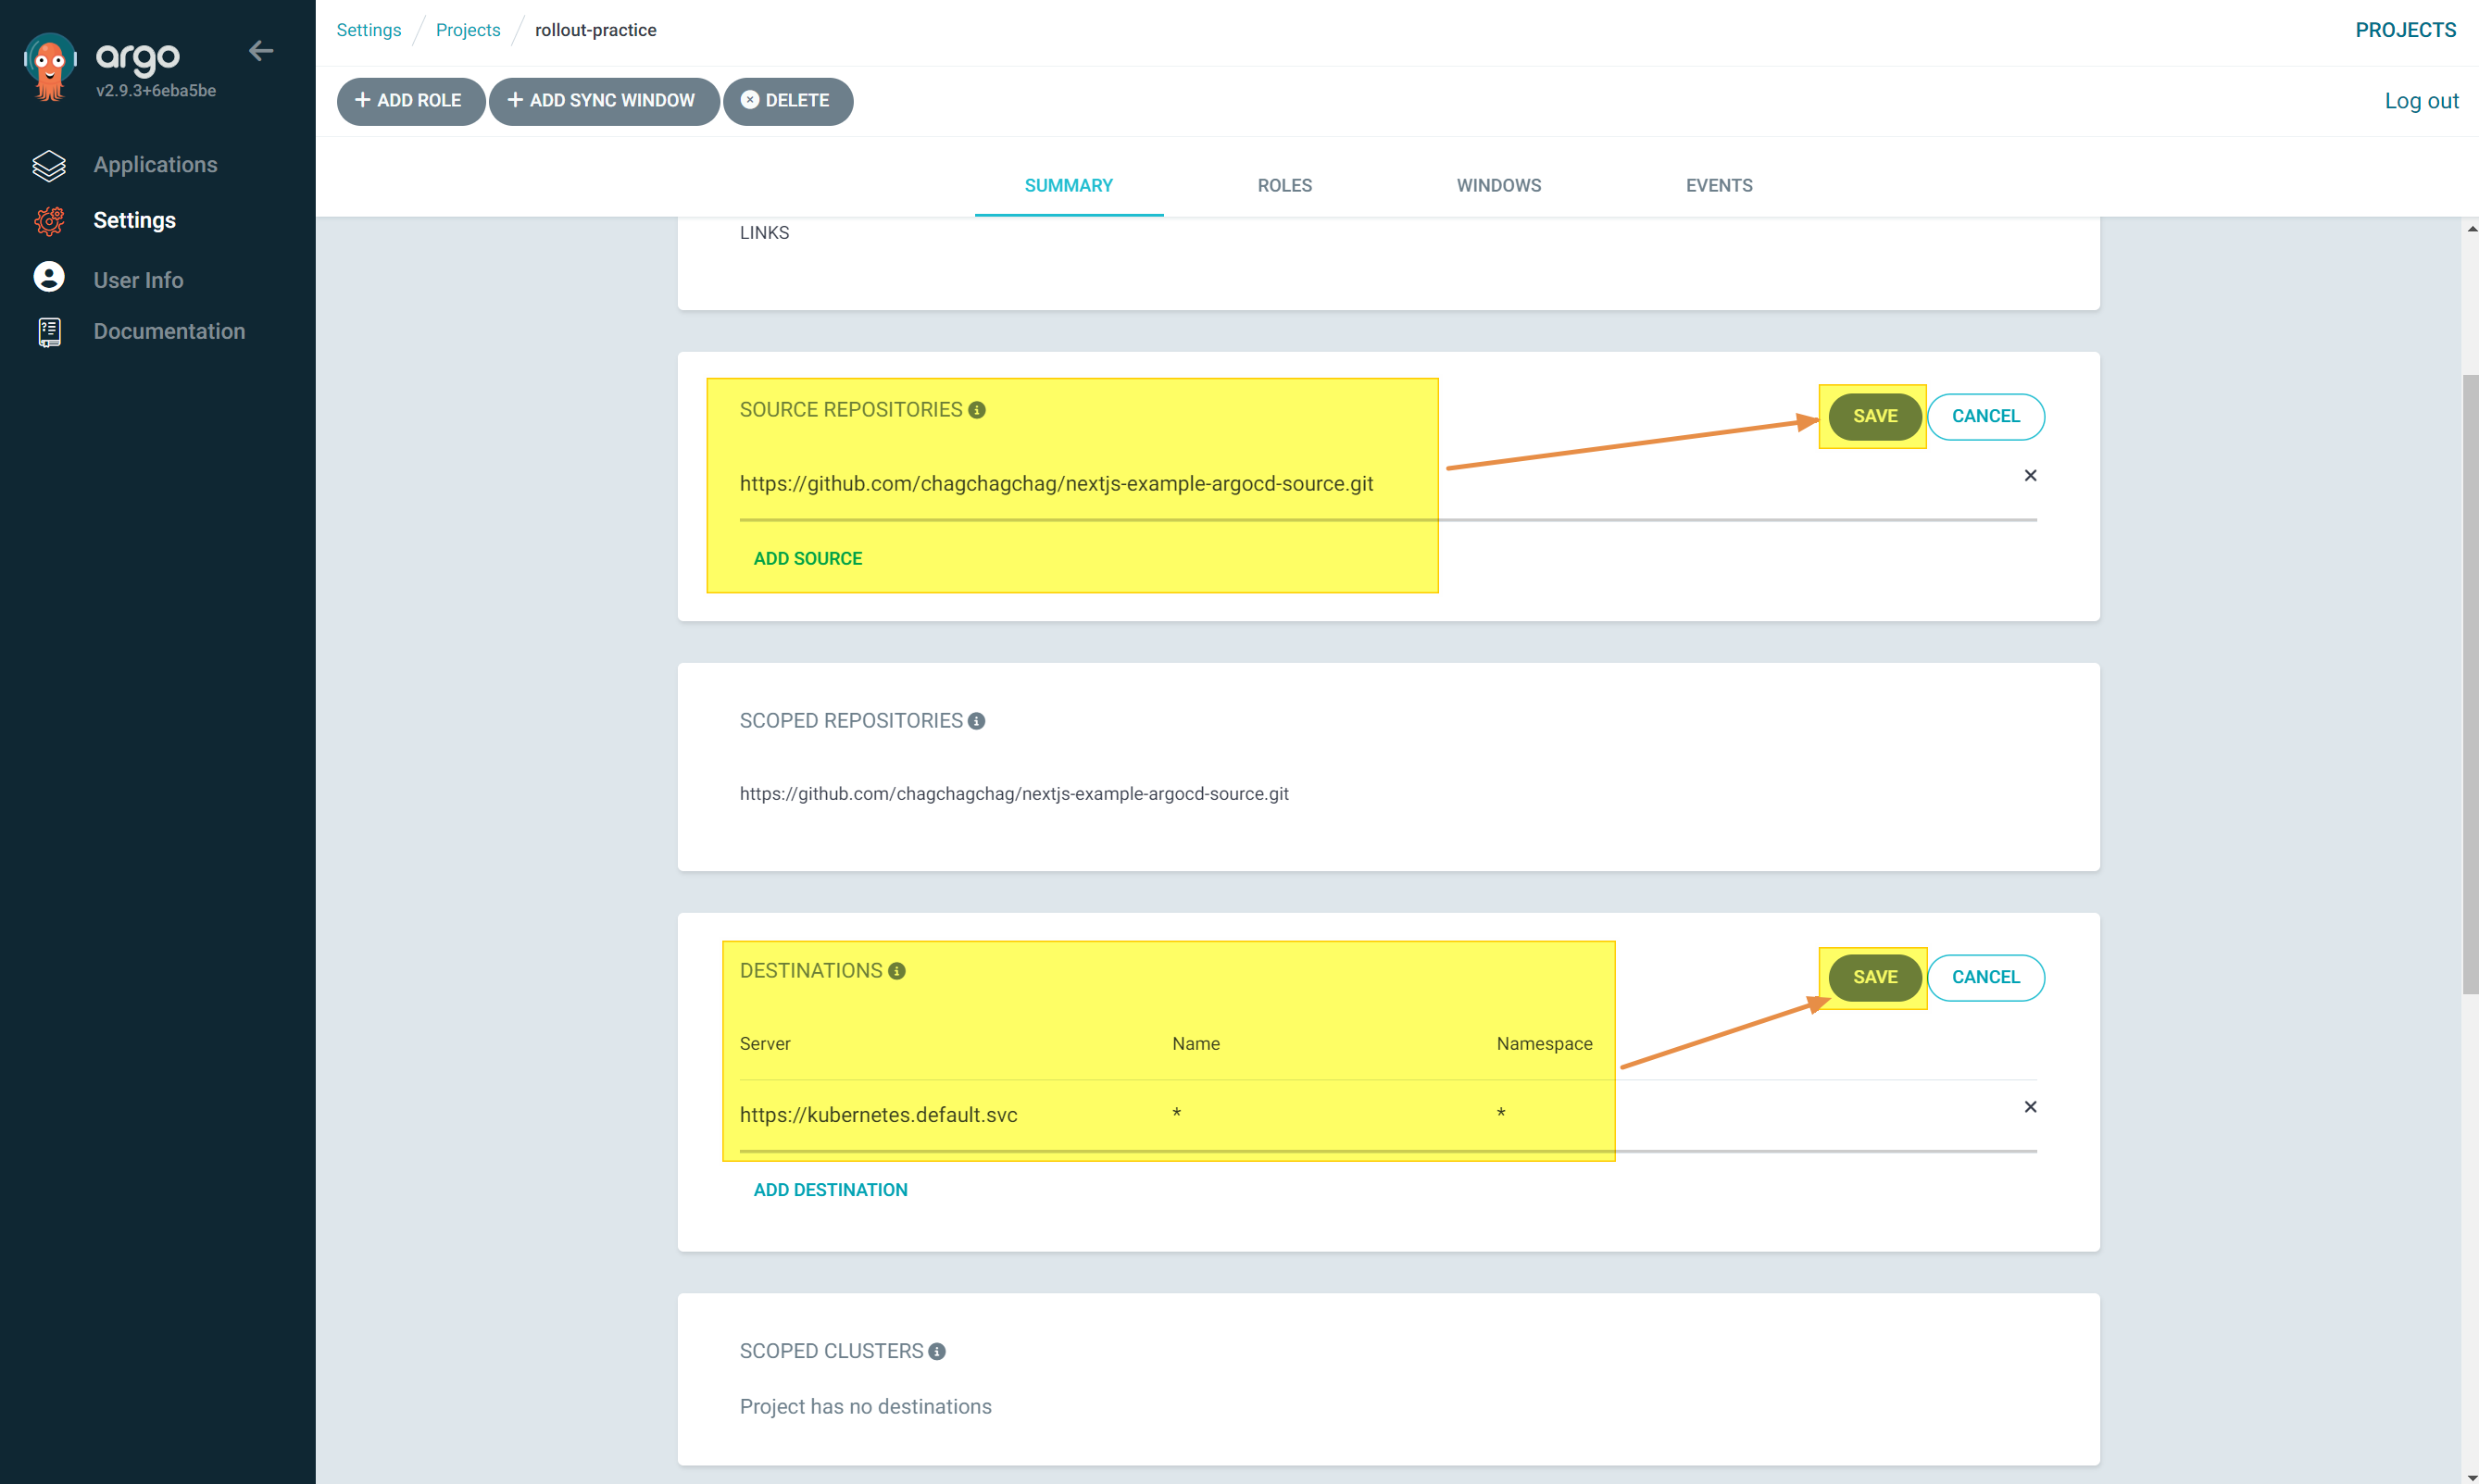 argo
v2.9.3+6eba5be
Applications
Settings
User Info
Documentation
Settings / Projects / rollout-practice
PROJECTS
+ ADD ROLE + ADD SYNC WINDOW DELETE
Log out
SUMMARY ROLES WINDOWS EVENTS
LINKS
SOURCE REPOSITORIES
SAVE CANCEL
https://github.com/chagchagchag/nextjs-example-argocd-source.git
ADD SOURCE
SCOPED REPOSITORIES
https://github.com/chagchagchag/nextjs-example-argocd-source.git
DESTINATIONS
SAVE CANCEL
Server Name Namespace
https://kubernetes.default.svc * *
ADD DESTINATION
SCOPED CLUSTERS
Project has no destinations